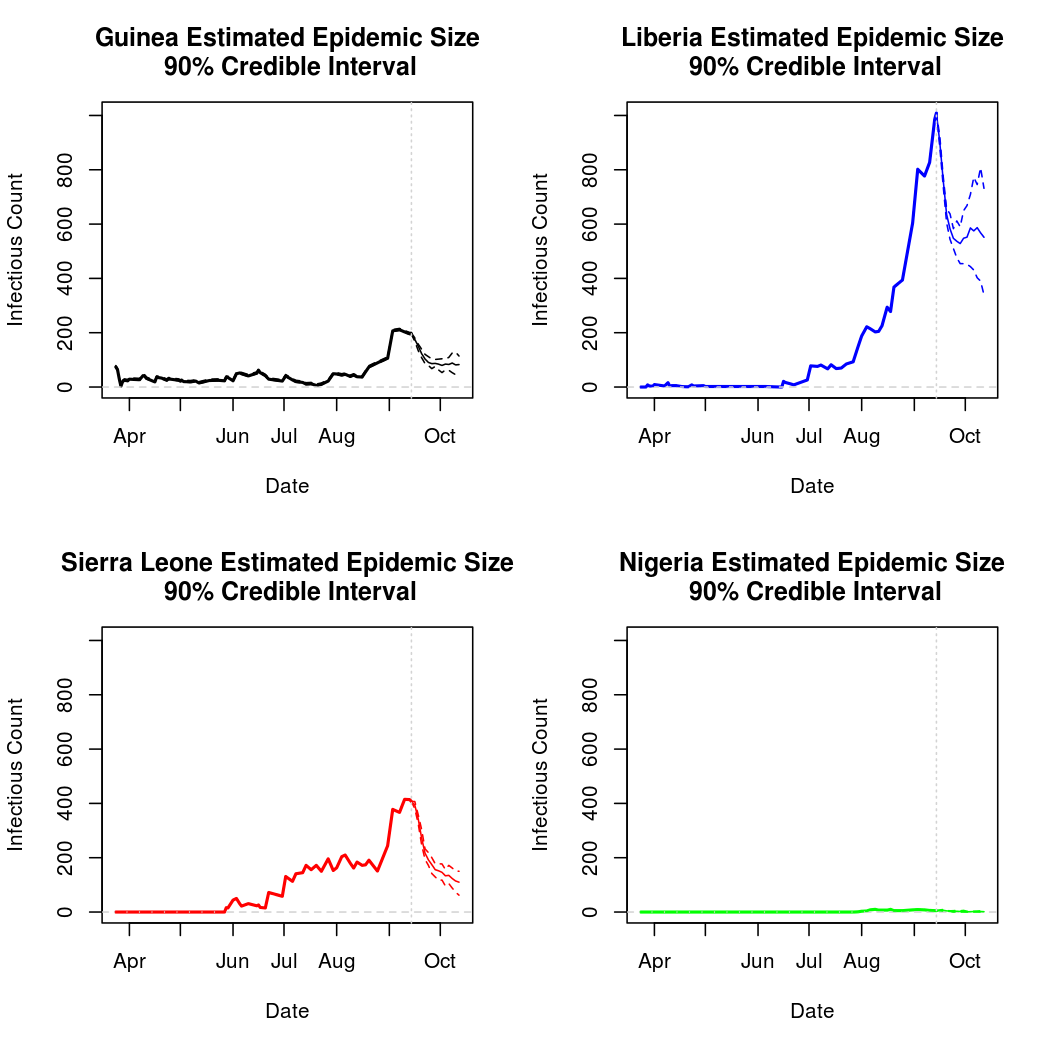 Guinea Estimated Epidemic Size
90% Credible Interval
Infectious Count
800
600
400
200
0
Apr Jun Jul Aug Oct
Date
Liberia Estimated Epidemic Size
90% Credible Interval
Infectious Count
800
600
400
200
0
Apr Jun Jul Aug Oct
Date
Sierra Leone Estimated Epidemic Size
90% Credible Interval
Infectious Count
800
600
400
200
0
Apr Jun Jul Aug Oct
Date
Nigeria Estimated Epidemic Size
90% Credible Interval
Infectious Count
800
600
400
200
0
Apr Jun Jul Aug Oct
Date